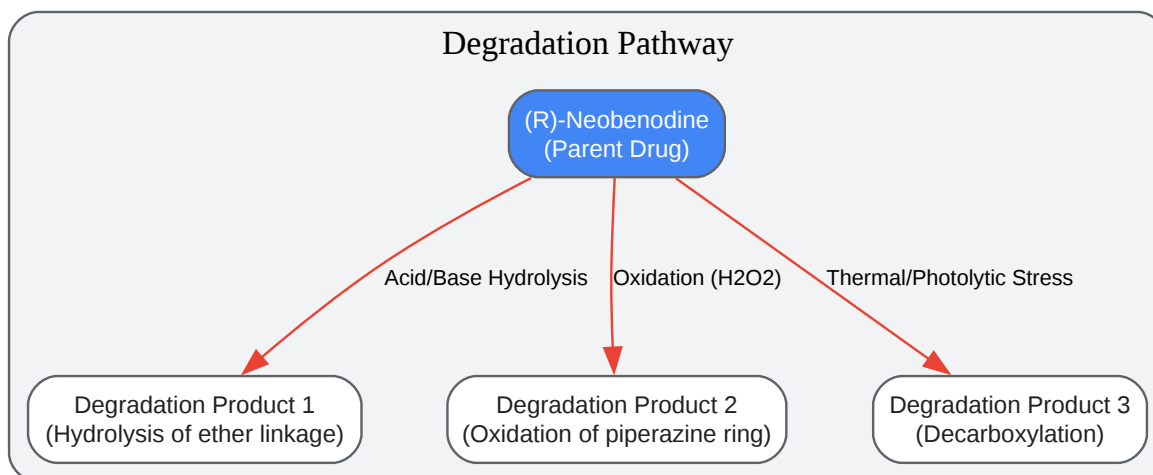 Degradation Pathway
(R)-Neobenodine
(Parent Drug)
Acid/Base Hydrolysis
Oxidation (H2O2)
Thermal/Photolytic Stress
Degradation Product 1
(Hydrolysis of ether linkage)
Degradation Product 2
(Oxidation of piperazine ring)
Degradation Product 3
(Decarboxylation)